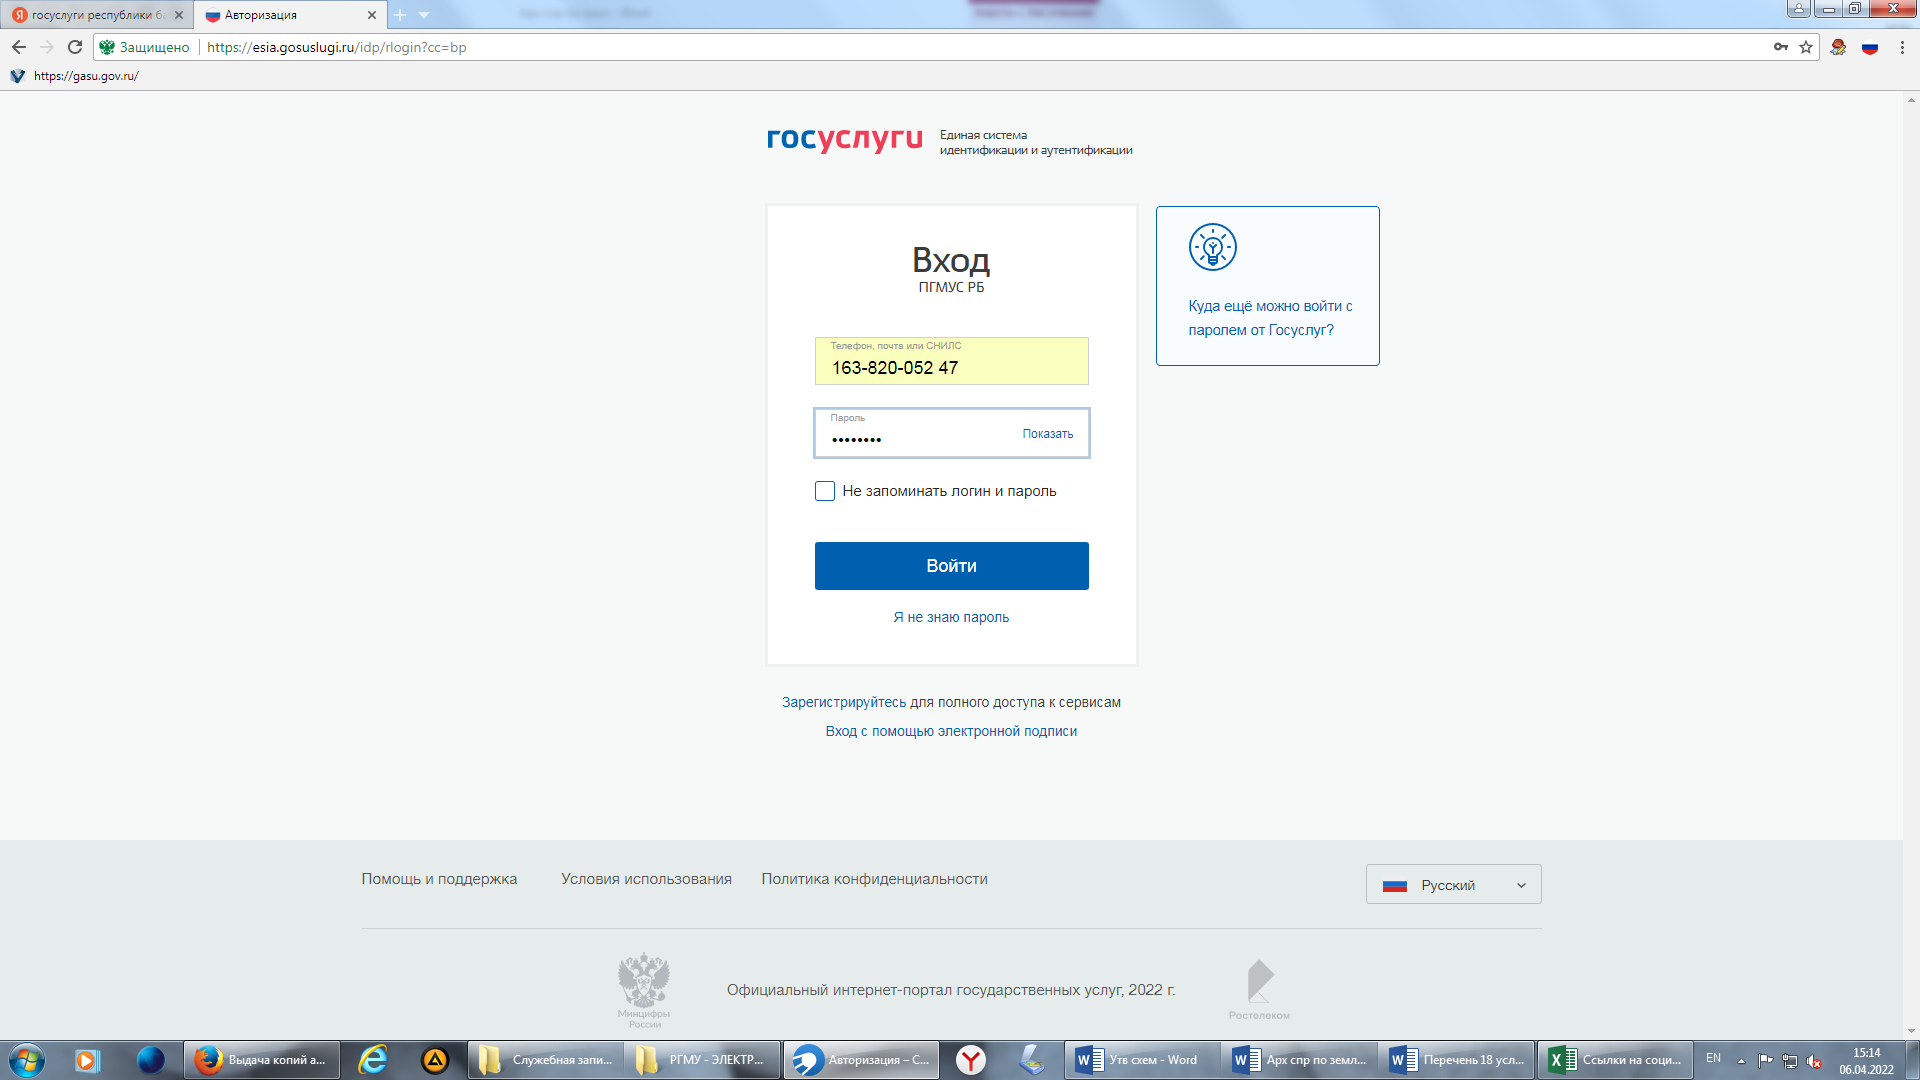 госуслуги республики б
Авторизация
Защищено
https://esia.gosuslugi.ru/idp/rlogin?cc=bp
https://gasu.gov.ru/
госуслуги
Единая система
идентификации и аутентификации
Вход
ПГМУС РБ
Телефон, почта или СНИЛС
163-820-052 47
Пароль
••••••••
Показать
Не запоминать логин и пароль
Войти
Я не знаю пароль
Куда ещё можно войти с
паролем от Госуслуг?
Зарегистрируйтесь для полного доступа к сервисам
Вход с помощью электронной подписи
Помощь и поддержка
Условия использования
Политика конфиденциальности
Русский
Минцифры
России
Официальный интернет-портал государственных услуг, 2022 г.
Ростелеком
Выдача копий а...
Служебная запи...
РГМУ - ЭЛЕКТР...
Авторизация – С...
Утв схем - Word
Арх спр по земл...
Перечень 18 усл...
Ссылки на соци...
EN
15:14
06.04.2022